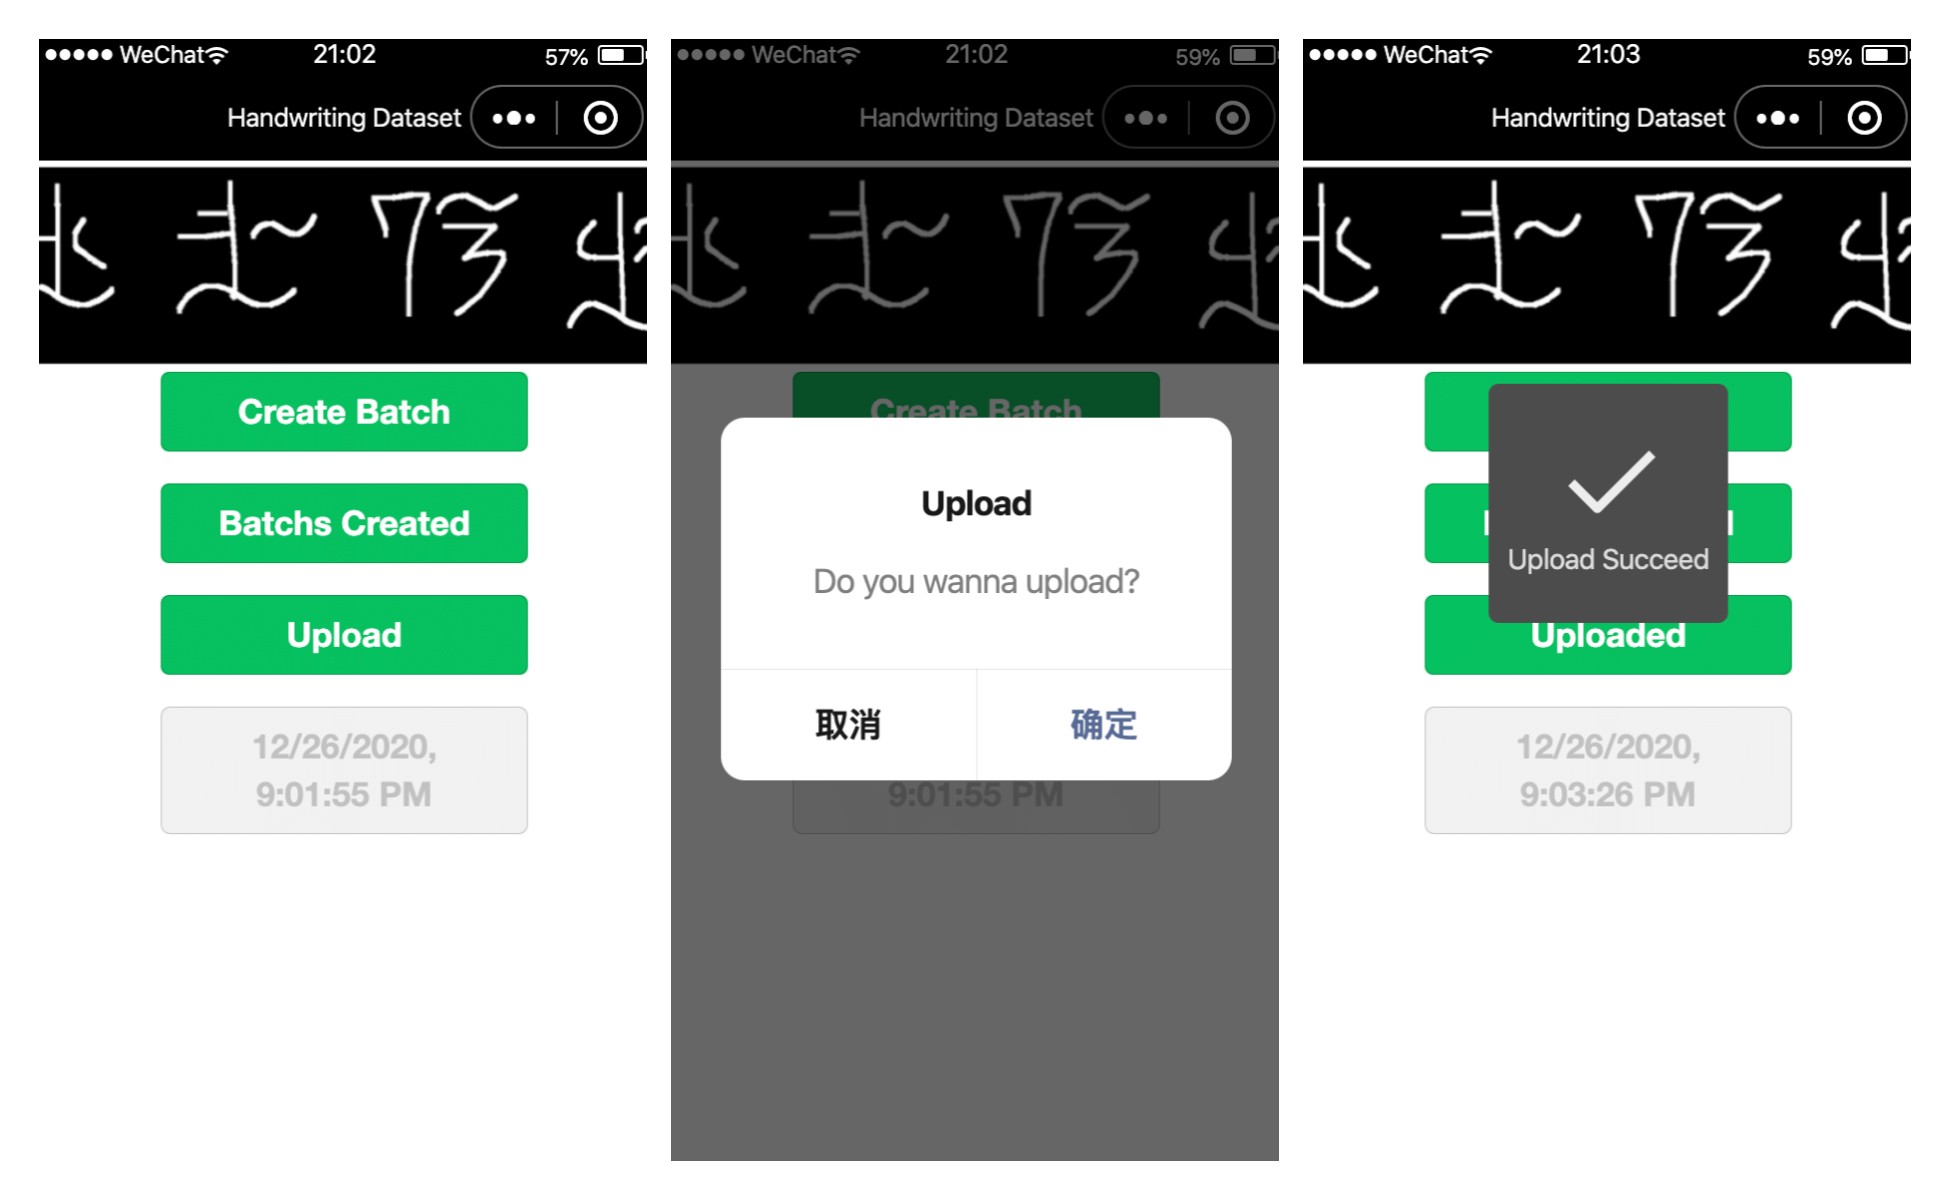 WeChat 21:02 57%
Handwriting Dataset
Create Batch
Batchs Created
Upload
12/26/2020,
9:01:55 PM
WeChat 21:02 59%
Handwriting Dataset
Create Batch
Upload
Do you wanna upload?
取消 确定
9:01:55 PM
WeChat 21:03 59%
Handwriting Dataset
Upload Succeed
Uploaded
12/26/2020,
9:03:26 PM